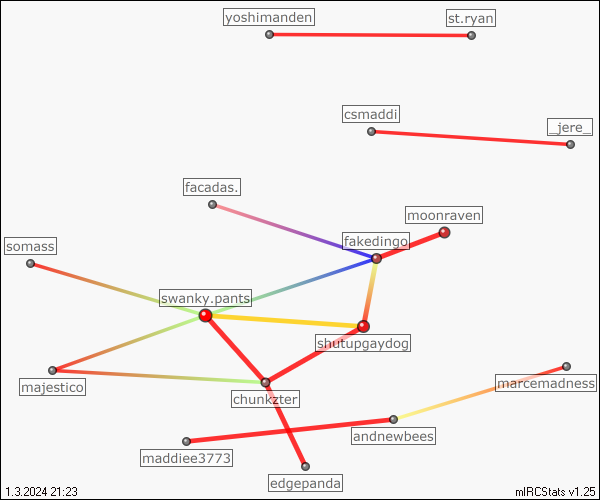 yoshimanden
st.ryan
csmaddi
_jere_
facadas.
moonraven
fakedingo
somass
swanky.pants
shutupgaydog
majestico
marcemadness
chunkzter
andnewbees
maddiee3773
edgepanda
1.3.2024 21:23
mIRCStats v1.25